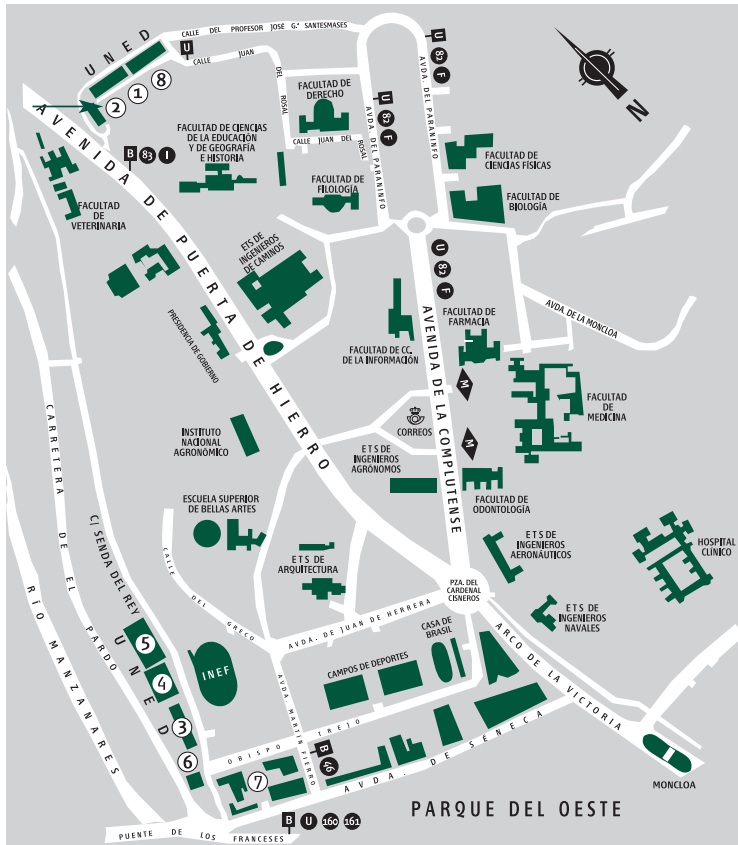 CALLE DEL PROFESOR JOSÉ G.ª SANTESMASES
UNED
U
CALLE JUAN DEL ROSAL
2
1
8
U
82
F
AVDA. DEL PARANINFO
N
FACULTAD DE
DERECHO
U
82
F
AVDA. DEL PARANINFO
AVENIDA DE PUERTA DE HIERRO
B 83 I
FACULTAD DE CIENCIAS
DE LA EDUCACIÓN
Y DE GEOGRAFÍA
E HISTORIA
CALLE JUAN DEL ROSAL
FACULTAD DE
CIENCIAS FÍSICAS
FACULTAD DE
FILOLOGÍA
FACULTAD DE
BIOLOGÍA
FACULTAD
DE
VETERINARIA
ETS DE
INGENIEROS
DE CAMINOS
U
82
F
AVENIDA DE LA COMPLUTENSE
AVDA. DE LA MONCLOA
PRESIDENCIA DE GOBIERNO
FACULTAD DE
FARMACIA
FACULTAD DE CC.
DE LA INFORMACIÓN
M
FACULTAD
DE
MEDICINA
CORREOS
M
INSTITUTO
NACIONAL
AGRONÓMICO
E T S
DE
INGENIEROS
AGRÓNOMOS
CARRETERA DE EL PARDO
C/ SENDA DEL REY
ESCUELA SUPERIOR
DE BELLAS ARTES
FACULTAD DE
ODONTOLOGÍA
E T S DE
INGENIEROS
AERONÁUTICOS
HOSPITAL
CLÍNICO
CALLE DEL GRECO
E T S DE
ARQUITECTURA
PZA. DEL
CARDENAL
CISNEROS
E T S DE
INGENIEROS
NAVALES
RÍO MANZANARES
UNED
5
4
3
6
INEF
AVDA. DE JUAN DE HERRERA
CASA DE
BRASIL
ARCO DE LA VICTORIA
CAMPOS DE DEPORTES
AVDA. MARTIN FIERRO
OBISPO TREJO
B
46
7
AVDA. DE SÉNECA
MONCLOA
PARQUE DEL OESTE
B U 160 161
PUENTE DE LOS FRANCESES